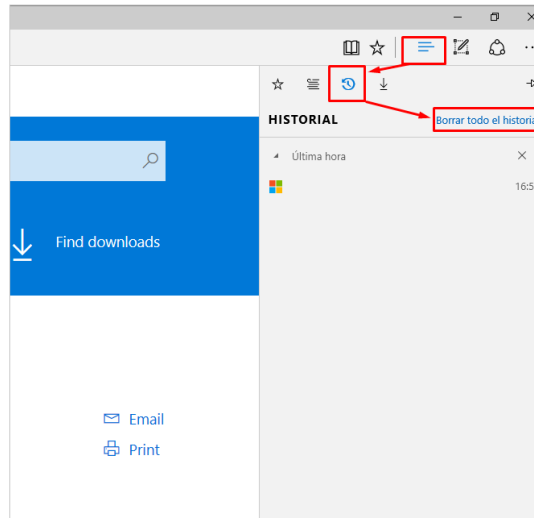 HISTORIAL
Borrar todo el historia
Última hora
16:5
Find downloads
Email
Print